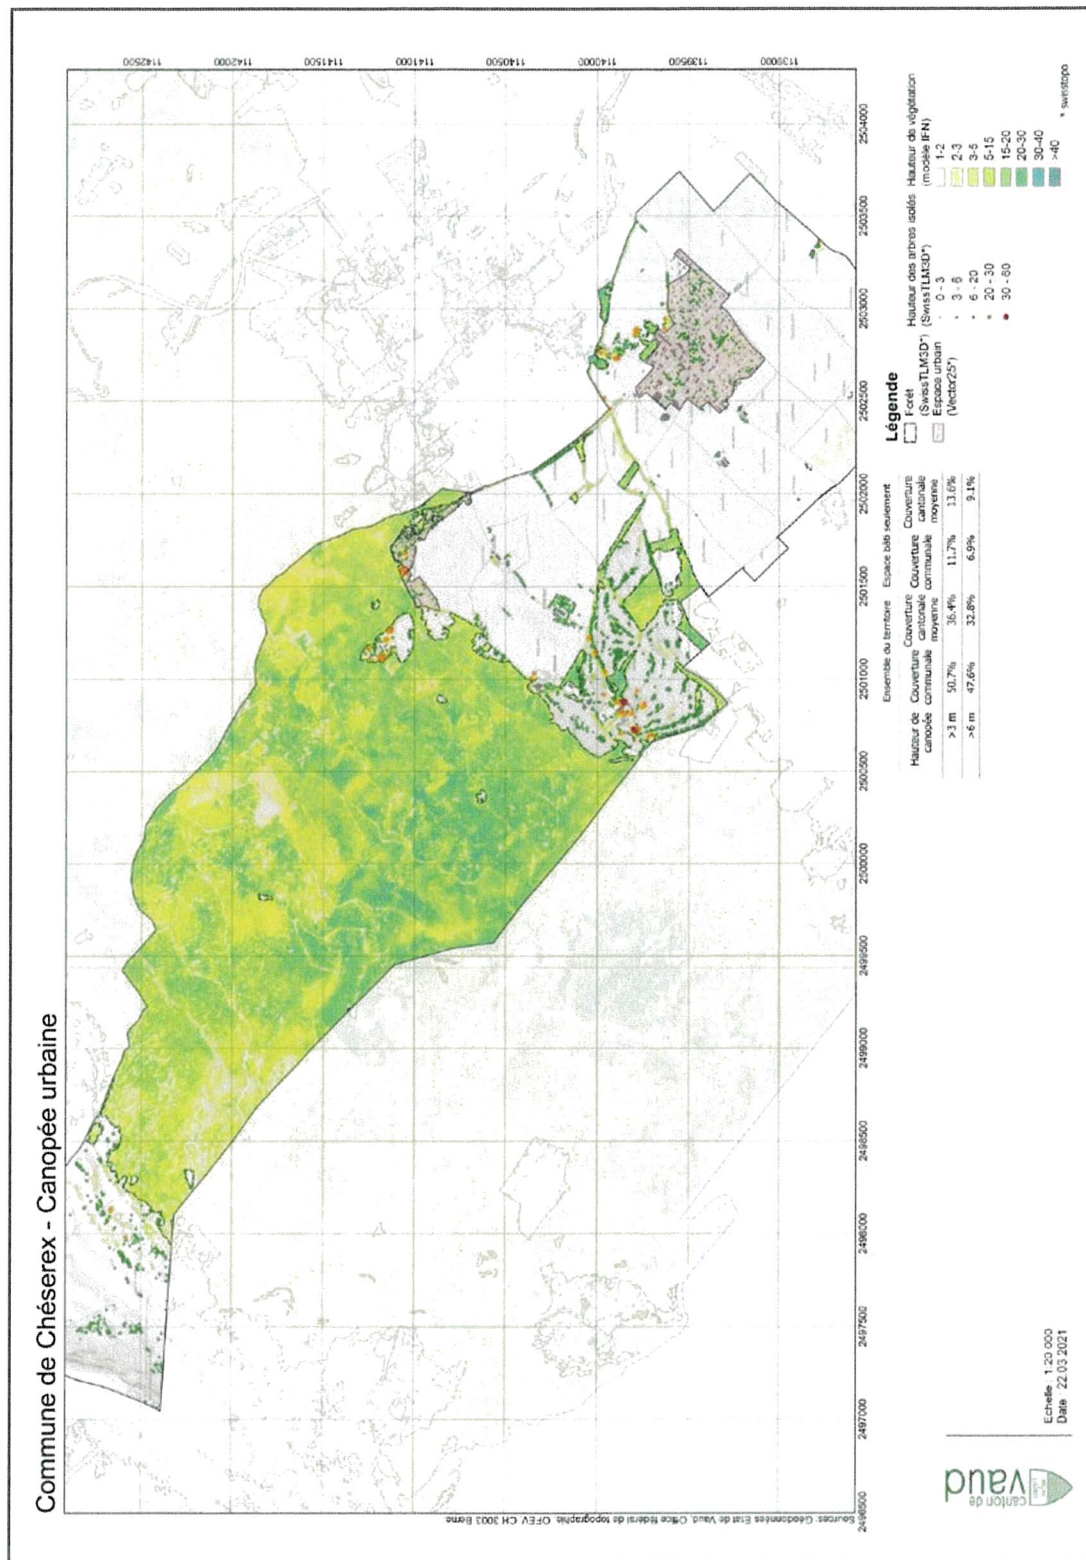 Commune de Chéserex - Canopée urbaine
1142500
1142000
1141500
1141000
1140500
1140000
1139500
1139000
2496500
2497000
2497500
2498000
2498500
2499000
2499500
2500000
2500500
2501000
2501500
2502000
2502500
2503000
2503500
2504000
Sources: Géodonnées Etat de Vaud, Office fédéral de topographie, OFEV, CH 3003 Berne
Ensemble du territoire Espace bâti seulement
Hauteur de canopée Couverture communale Couverture cantonale moyenne Couverture communale Couverture cantonale moyenne
>3 m 50.7% 36.4% 11.7% 13.6%
>6 m 47.6% 32.8% 6.9% 9.1%
Légende
Forêt
(SwissTLM3D*)
Espace urbain
(Vector25*)
Hauteur des arbres isolés
(SwissTLM3D*)
0 - 3
3 - 6
6 - 20
20 - 30
30 - 60
Hauteur de végétation
(modèle IFN)
1-2
2-3
3-5
5-15
15-20
20-30
30-40
>40
* swisstopo
canton de
vaud
Echelle : 1:20 000
Date : 22.03.2021